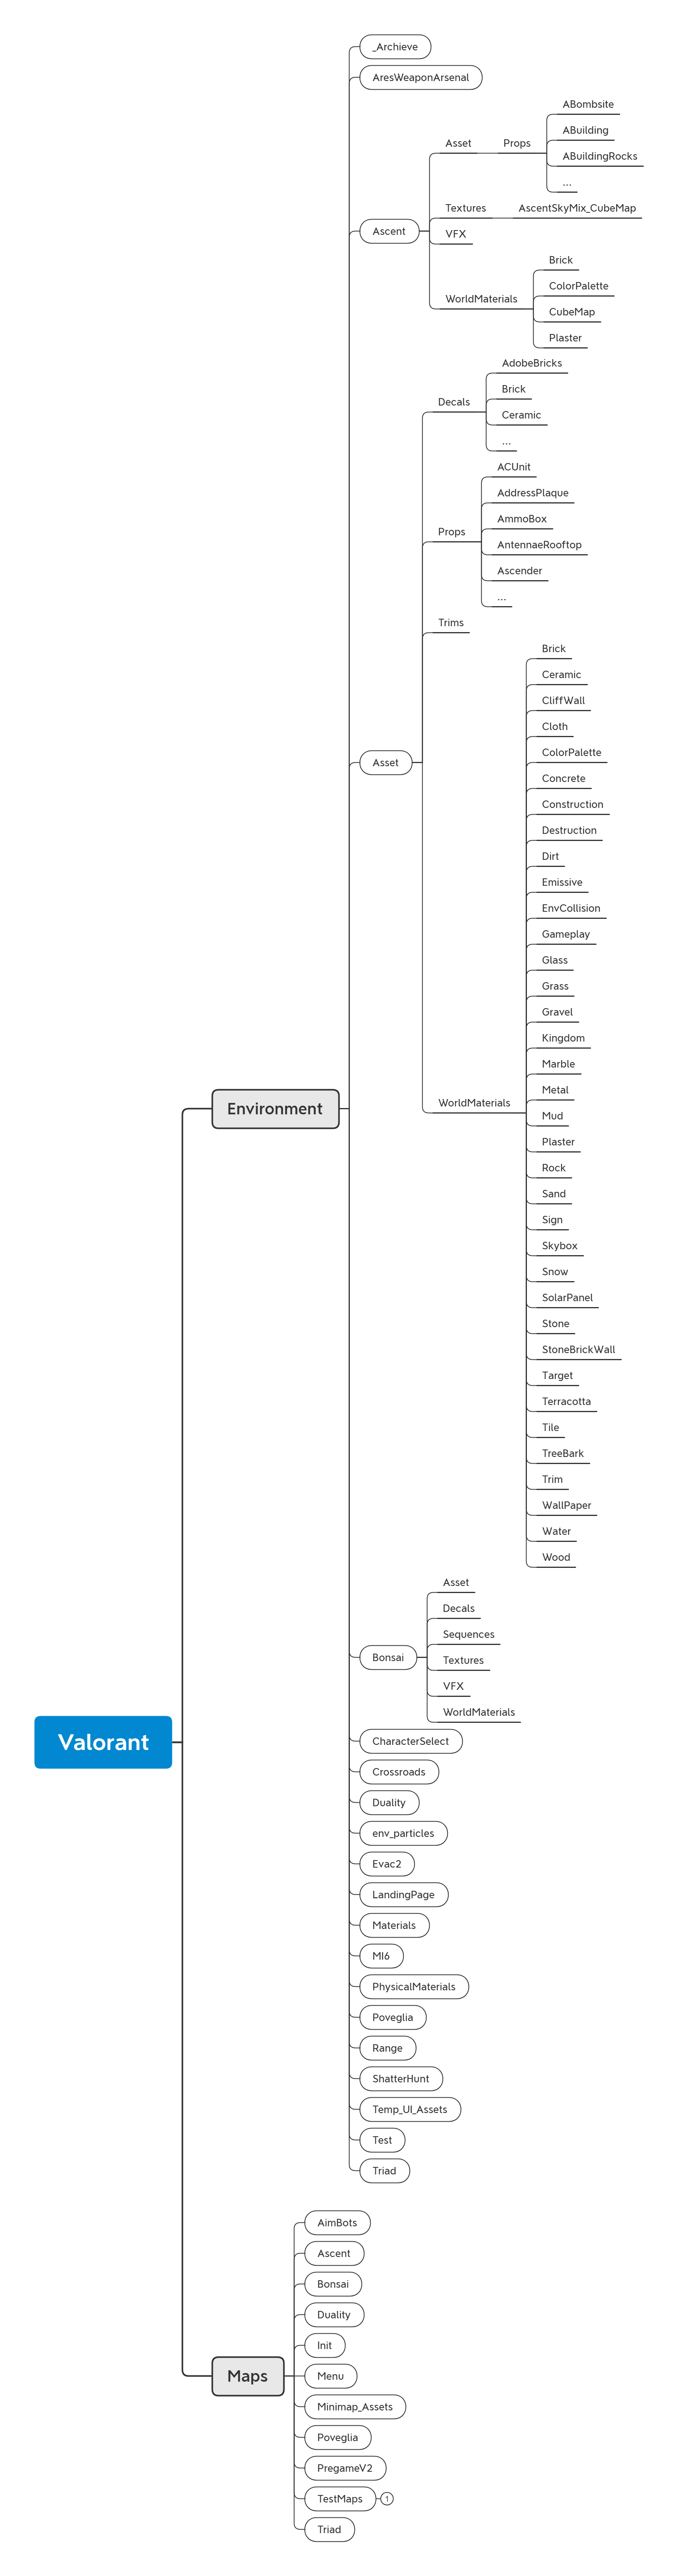 _Archieve
AresWeaponArsenal
ABombsite
ABuilding
Asset
Props
ABuildingRocks
...
Textures
AscentSkyMix_CubeMap
Ascent
VFX
Brick
ColorPalette
WorldMaterials
CubeMap
Plaster
AdobeBricks
Brick
Decals
Ceramic
...
ACUnit
AddressPlaque
AmmoBox
Props
AntennaeRooftop
Ascender
...
Trims
Brick
Ceramic
CliffWall
Cloth
ColorPalette
Asset
Concrete
Construction
Destruction
Dirt
Emissive
EnvCollision
Gameplay
Glass
Grass
Gravel
Kingdom
Marble
Metal
WorldMaterials
Environment
Mud
Plaster
Rock
Sand
Sign
Skybox
Snow
SolarPanel
Stone
StoneBrickWall
Target
Terracotta
Tile
TreeBark
Trim
WallPaper
Water
Wood
Asset
Decals
Sequences
Bonsai
Textures
VFX
WorldMaterials
Valorant
CharacterSelect
Crossroads
Duality
env_particles
Evac2
LandingPage
Materials
MI6
PhysicalMaterials
Poveglia
Range
ShatterHunt
Temp_UI_Assets
Test
Triad
AimBots
Ascent
Bonsai
Duality
Init
Maps
Menu
Minimap_Assets
Poveglia
PregameV2
TestMaps
1
Triad